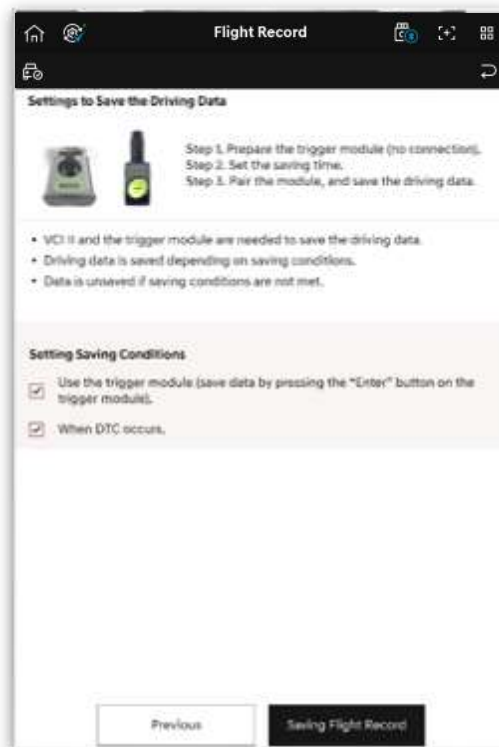 Flight Record
Settings to Save the Driving Data
Step 1. Prepare the trigger module (no connection).
Step 2. Set the saving time.
Step 3. Pair the module, and save the driving data.
• VCI II and the trigger module are needed to save the driving data.
• Driving data is saved depending on saving conditions.
• Data is unsaved if saving conditions are not met.
Setting Saving Conditions
Use the trigger module (save data by pressing the "Enter" button on the
trigger module).
When DTC occurs.
Previous
Saving Flight Record